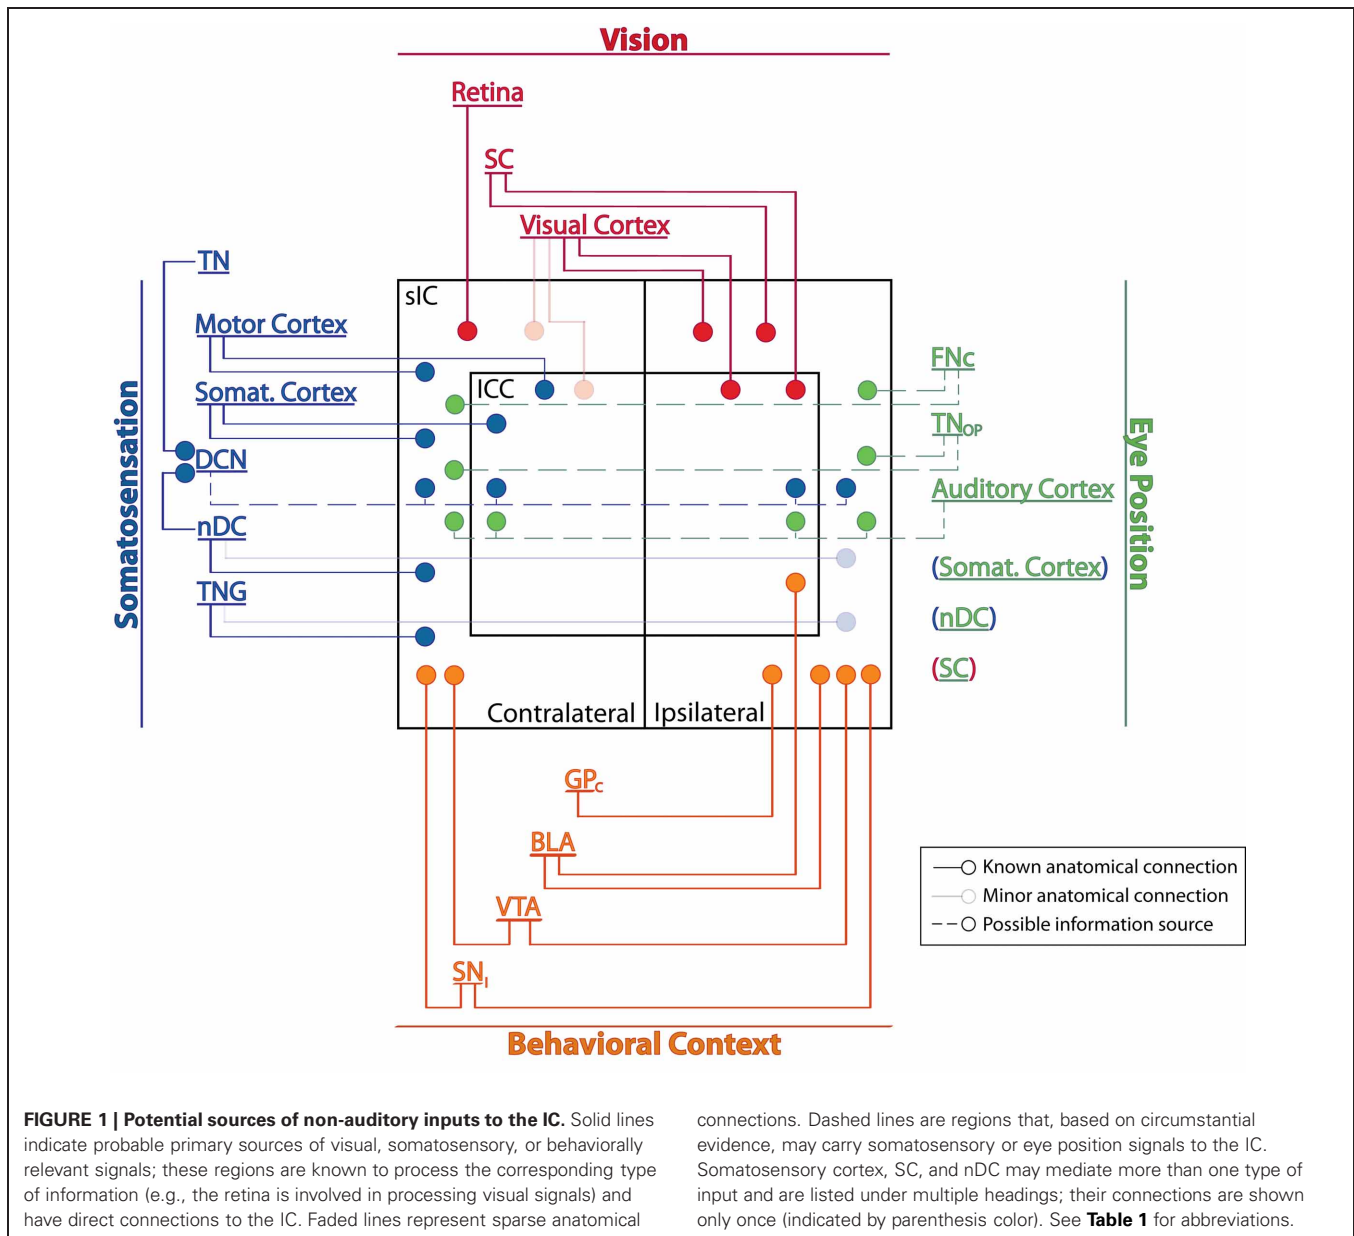 Vision
Retina
SC
Visual Cortex
TN
Motor Cortex
Somat. Cortex
DCN
nDC
TNG
Somatosensation
sIC
ICC
Contralateral
Ipsilateral
FNc
TNOP
Auditory Cortex
(Somat. Cortex)
(nDC)
(SC)
Eye Position
GPC
BLA
VTA
SNl
Behavioral Context
Known anatomical connection
Minor anatomical connection
Possible information source
FIGURE 1 | Potential sources of non-auditory inputs to the IC. Solid lines
indicate probable primary sources of visual, somatosensory, or behaviorally
relevant signals; these regions are known to process the corresponding type
of information (e.g., the retina is involved in processing visual signals) and
have direct connections to the IC. Faded lines represent sparse anatomical
connections. Dashed lines are regions that, based on circumstantial
evidence, may carry somatosensory or eye position signals to the IC.
Somatosensory cortex, SC, and nDC may mediate more than one type of
input and are listed under multiple headings; their connections are shown
only once (indicated by parenthesis color). See Table 1 for abbreviations.